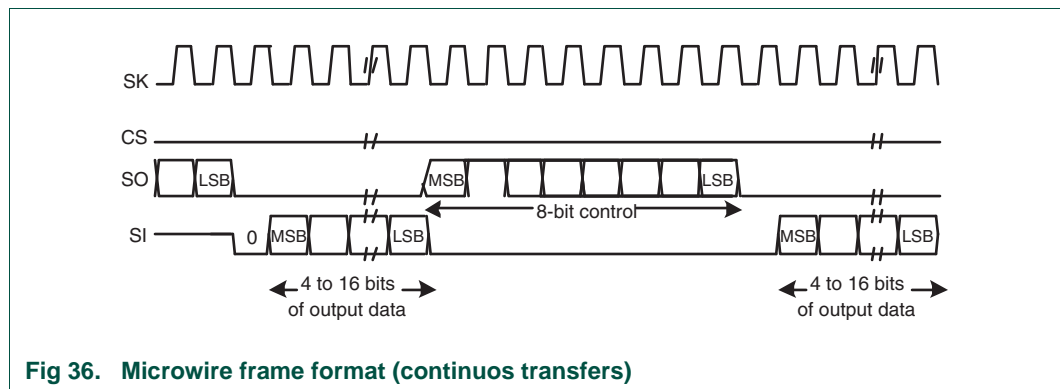 SK
CS
SO
LSB
MSB
LSB
8-bit control
SI
0
MSB
LSB
MSB
LSB
4 to 16 bits
of output data
4 to 16 bits
of output data
Fig 36. Microwire frame format (continuos transfers)